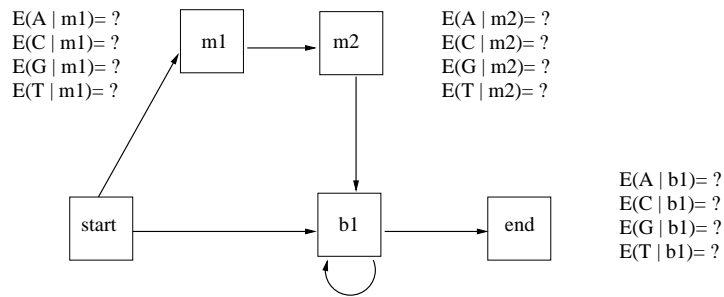 E(A | m1)= ?
E(C | m1)= ?
E(G | m1)= ?
E(T | m1)= ?
m1
m2
E(A | m2)= ?
E(C | m2)= ?
E(G | m2)= ?
E(T | m2)= ?
start
b1
end
E(A | b1)= ?
E(C | b1)= ?
E(G | b1)= ?
E(T | b1)= ?